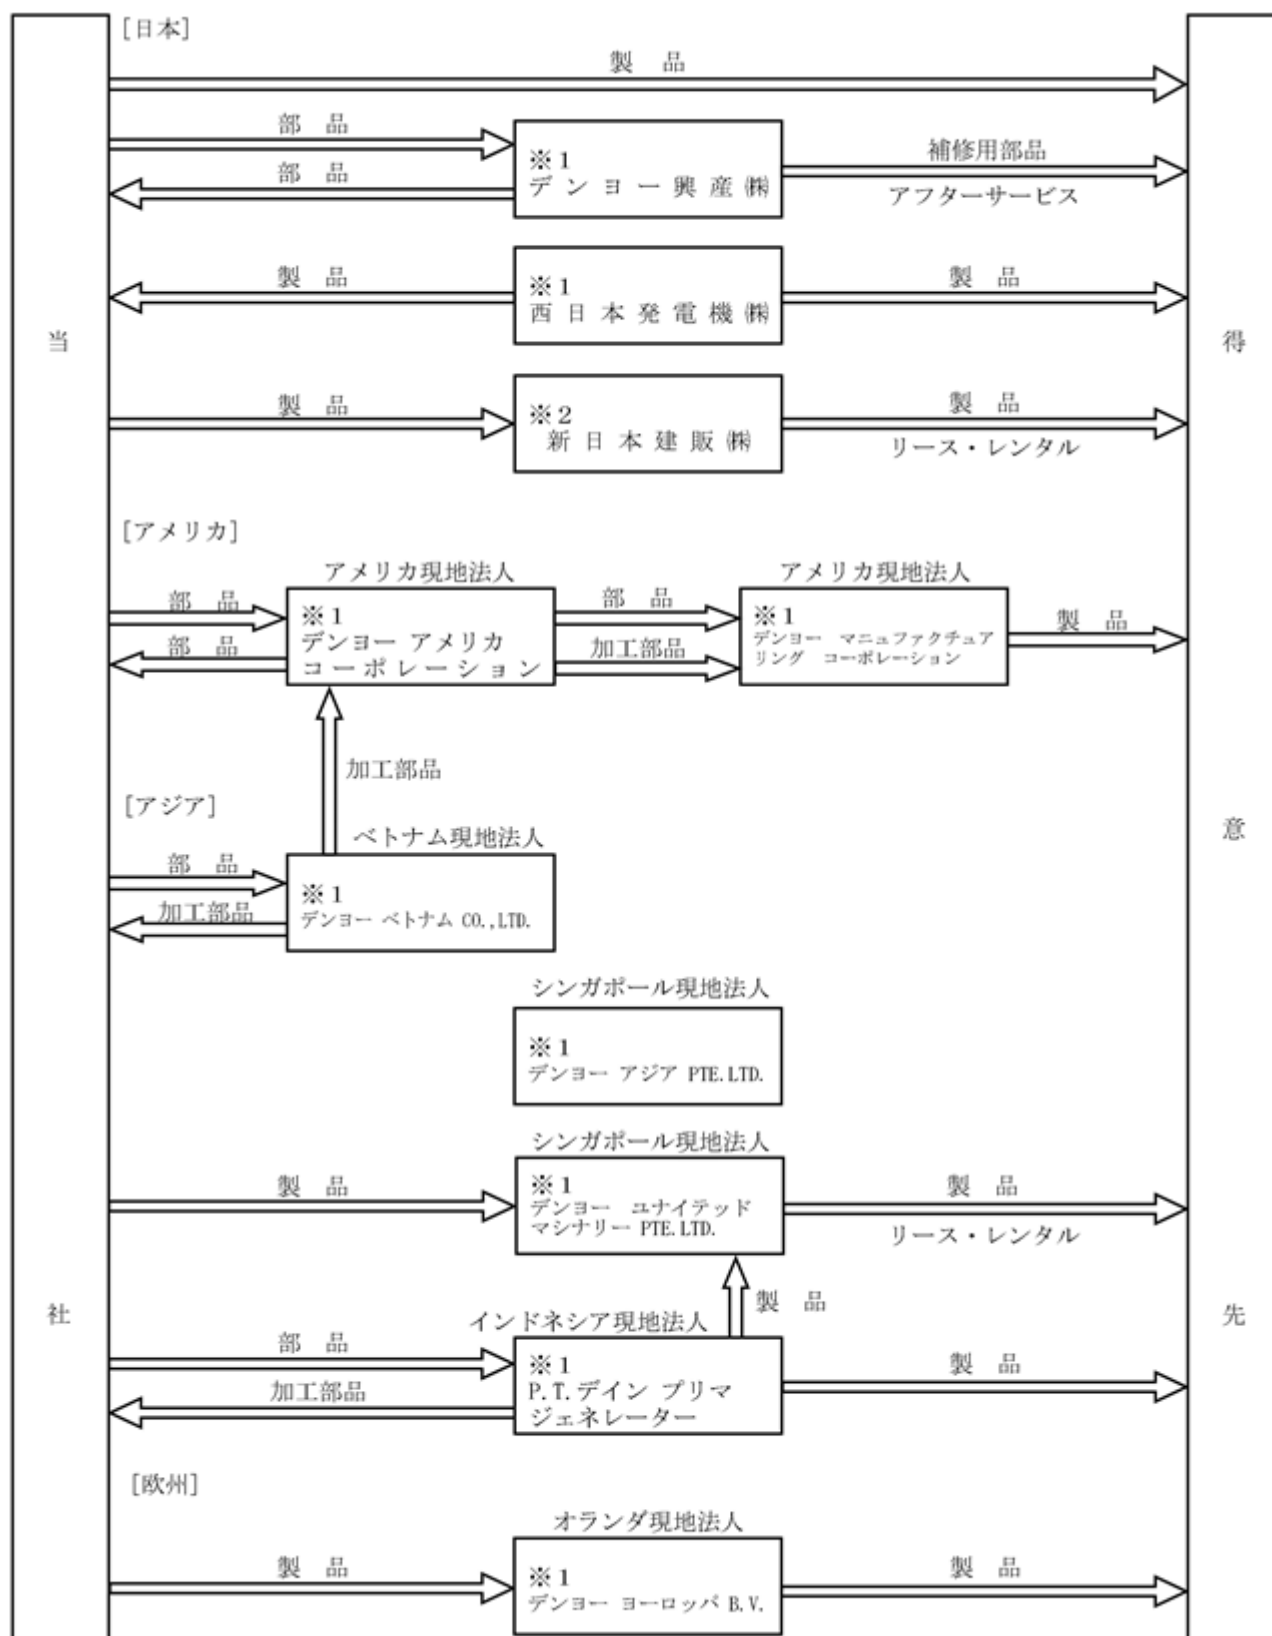 [日本]
製　品
部　品
部　品
※１
デンヨー興産㈱
補修用部品
アフターサービス
製　品
※１
西日本発電機㈱
製　品
製　品
※２
新日本建販㈱
製　品
リース・レンタル
当
社
得
意
先
[アメリカ]
アメリカ現地法人
部　品
部　品
※１
デンヨー アメリカ
コーポレーション
部　品
加工部品
アメリカ現地法人
※１
デンヨー　マニュファクチュア
リング　コーポレーション
製　品
加工部品
[アジア]
ベトナム現地法人
部　品
加工部品
※１
デンヨー ベトナム CO.,LTD.
シンガポール現地法人
※１
デンヨー アジア PTE.LTD.
シンガポール現地法人
製　品
※１
デンヨー　ユナイテッド
マシナリー PTE.LTD.
製　品
リース・レンタル
製　品
インドネシア現地法人
部　品
加工部品
※１
P.T.デイン プリマ
ジェネレーター
製　品
[欧州]
オランダ現地法人
製　品
※１
デンヨー ヨーロッパ B.V.
製　品